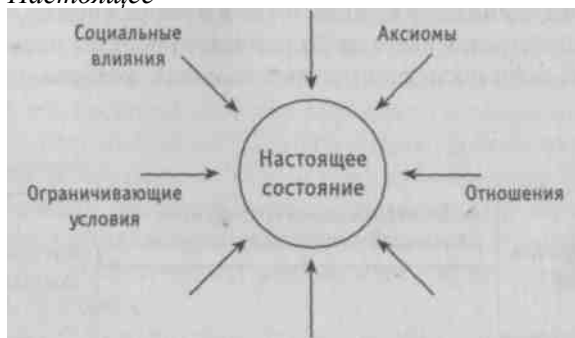 Настоящее
Социальные
влияния
Аксиомы
Настоящее
состояние
Ограничивающие
условия
Отношения